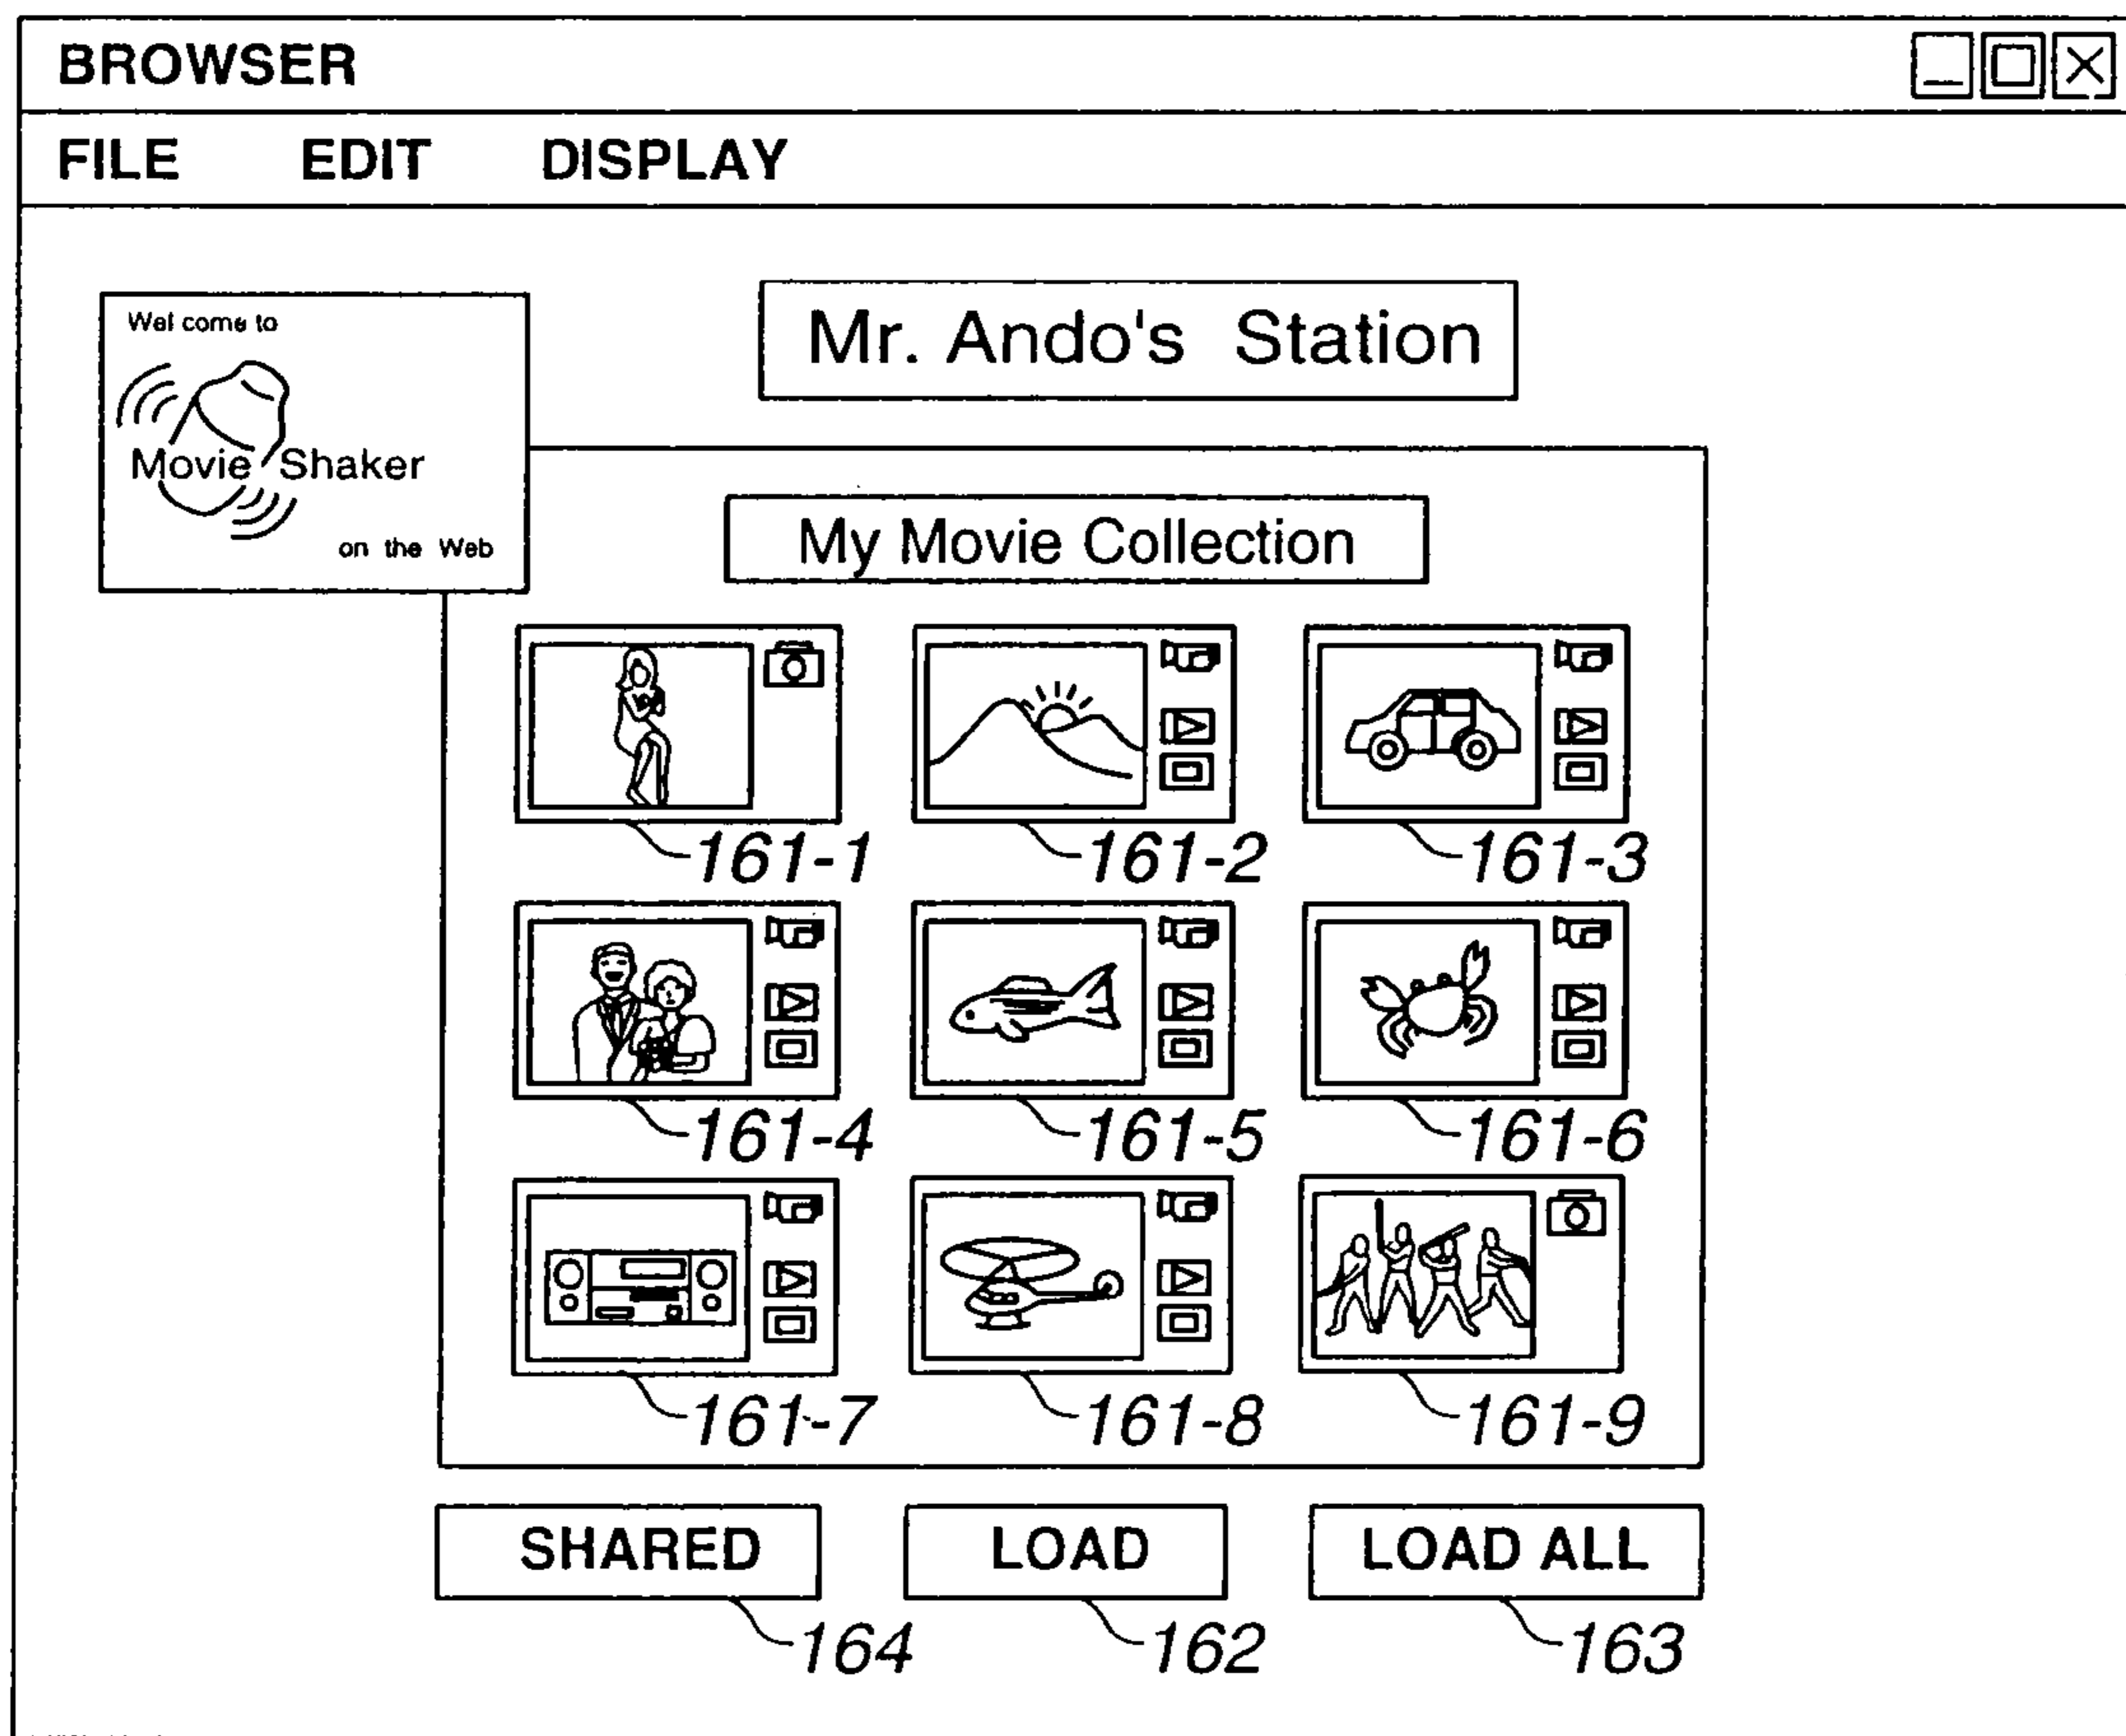 BROWSER
FILE EDIT DISPLAY
Wel come to
Movie Shaker
on the Web
Mr. Ando's Station
My Movie Collection
161-1 161-2 161-3
161-4 161-5 161-6
161-7 161-8 161-9
SHARED LOAD LOAD ALL
164 162 163